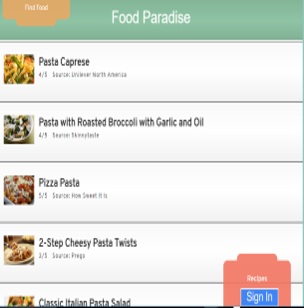 Find Food
Food Paradise
Pasta Caprese
4/5 Source: Unilever North America
Pasta with Roasted Broccoli with Garlic and Oil
4/5 Source: Skinnytaste
Pizza Pasta
5/5 Source: How Sweet It Is
2-Step Cheesy Pasta Twists
3/5 Source: Prego
Recipes
Sign In
Classic Italian Pasta Salad